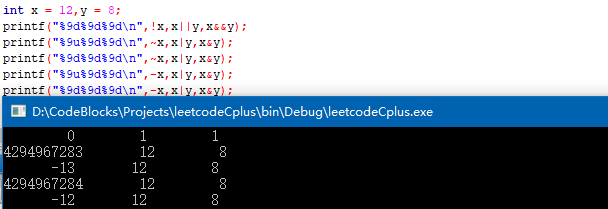 int x = 12,y = 8;
printf("%9d%9d%9d\n",!x,x||y,x&&y);
printf("%9u%9d%9d\n",~x,x|y,x&y);
printf("%9d%9d%9d\n",~x,x|y,x&y);
printf("%9u%9d%9d\n",-x,x|y,x&y);
printf("%9d%9d%9d\n",-x,x|y,x&y);
D:\CodeBlocks\Projects\leetcodeCplus\bin\Debug\leetcodeCplus.exe
0 1 1
4294967283 12 8
-13 12 8
4294967284 12 8
-12 12 8